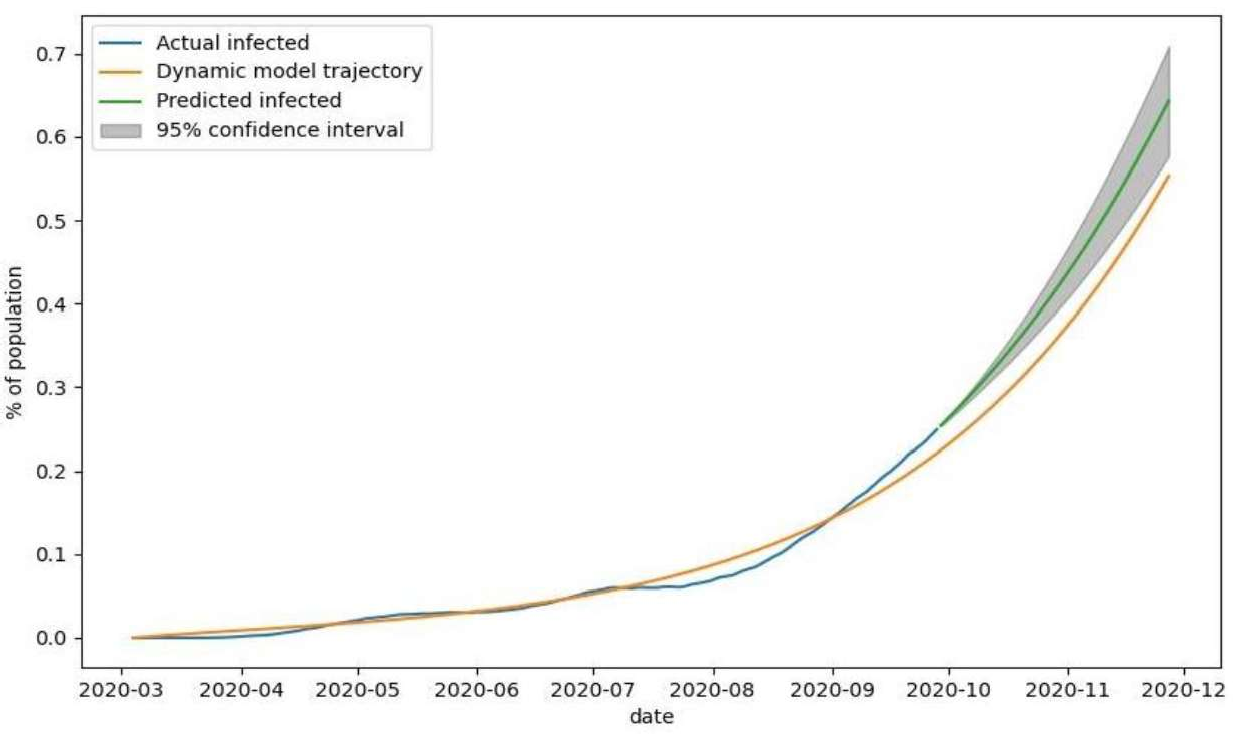 Actual infected
Dynamic model trajectory
Predicted infected
95% confidence interval
0.7
0.6
0.5
0.4
0.3
0.2
0.1
0.0
% of population
2020-03 2020-04 2020-05 2020-06 2020-07 2020-08 2020-09 2020-10 2020-11 2020-12
date